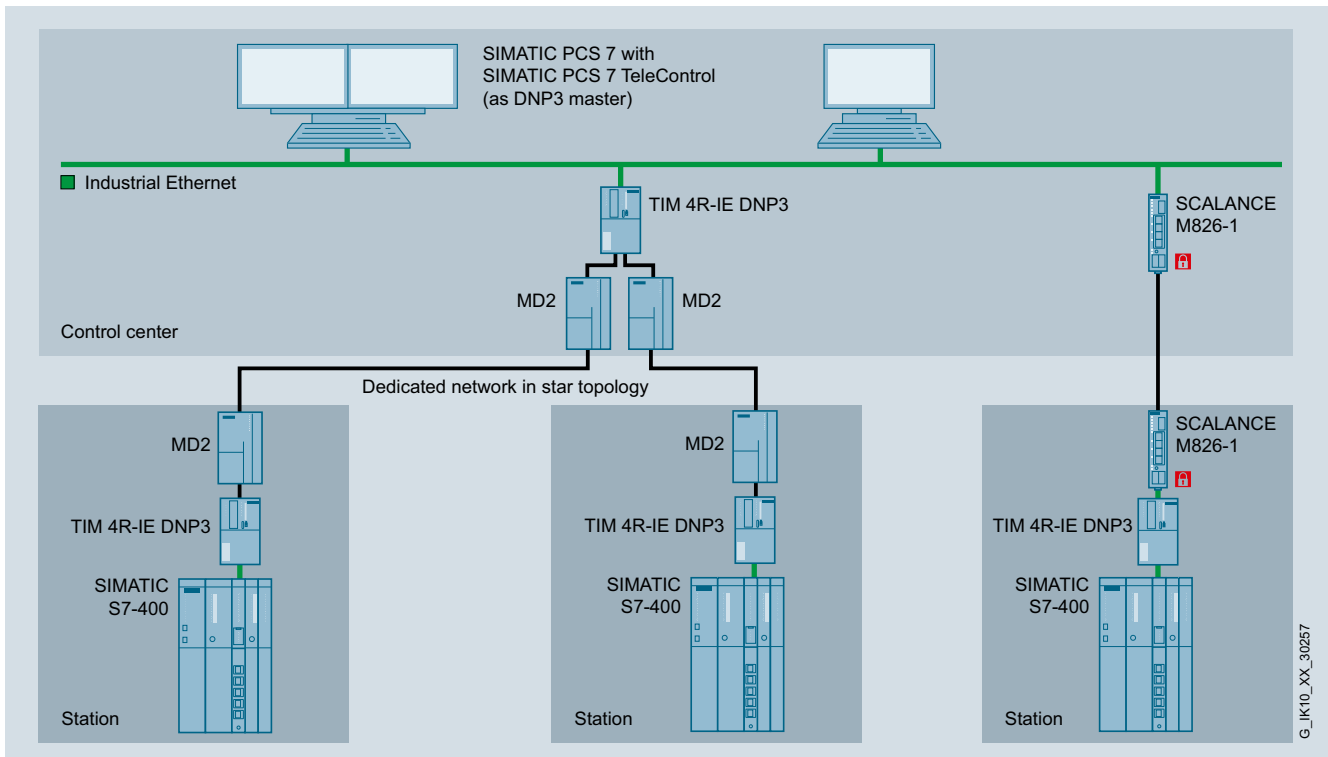 SIMATIC PCS 7 with
SIMATIC PCS 7 TeleControl
(as DNP3 master)
Industrial Ethernet
TIM 4R-IE DNP3
SCALANCE
M826-1
MD2
MD2
Control center
Dedicated network in star topology
MD2
TIM 4R-IE DNP3
SIMATIC
S7-400
Station
MD2
TIM 4R-IE DNP3
SIMATIC
S7-400
Station
SCALANCE
M826-1
TIM 4R-IE DNP3
SIMATIC
S7-400
Station
G_IK10_XX_30257